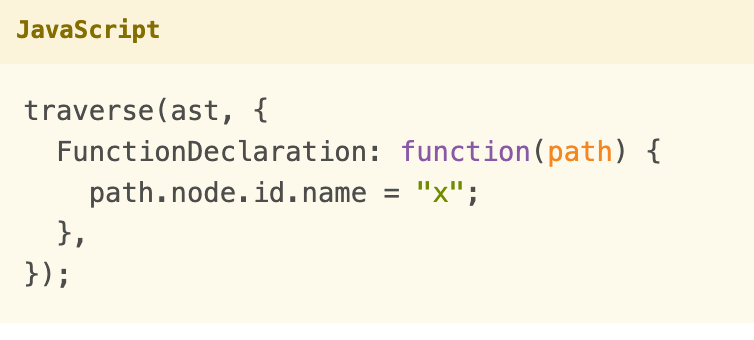 JavaScript
traverse(ast, {
  FunctionDeclaration: function(path) {
    path.node.id.name = "x";
  },
});